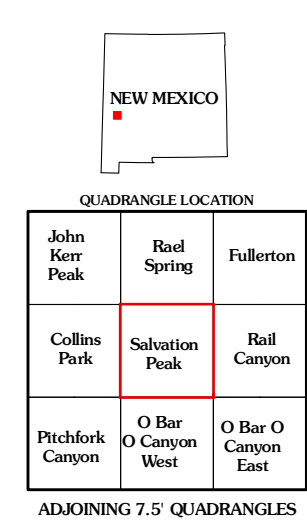 NEW MEXICO
QUADRANGLE LOCATION
John
Kerr
Peak
Rael
Spring
Fullerton
Collins
Park
Salvation
Peak
Rail
Canyon
Pitchfork
Canyon
O Bar
O Canyon
West
O Bar O
Canyon
East
ADJOINING 7.5' QUADRANGLES